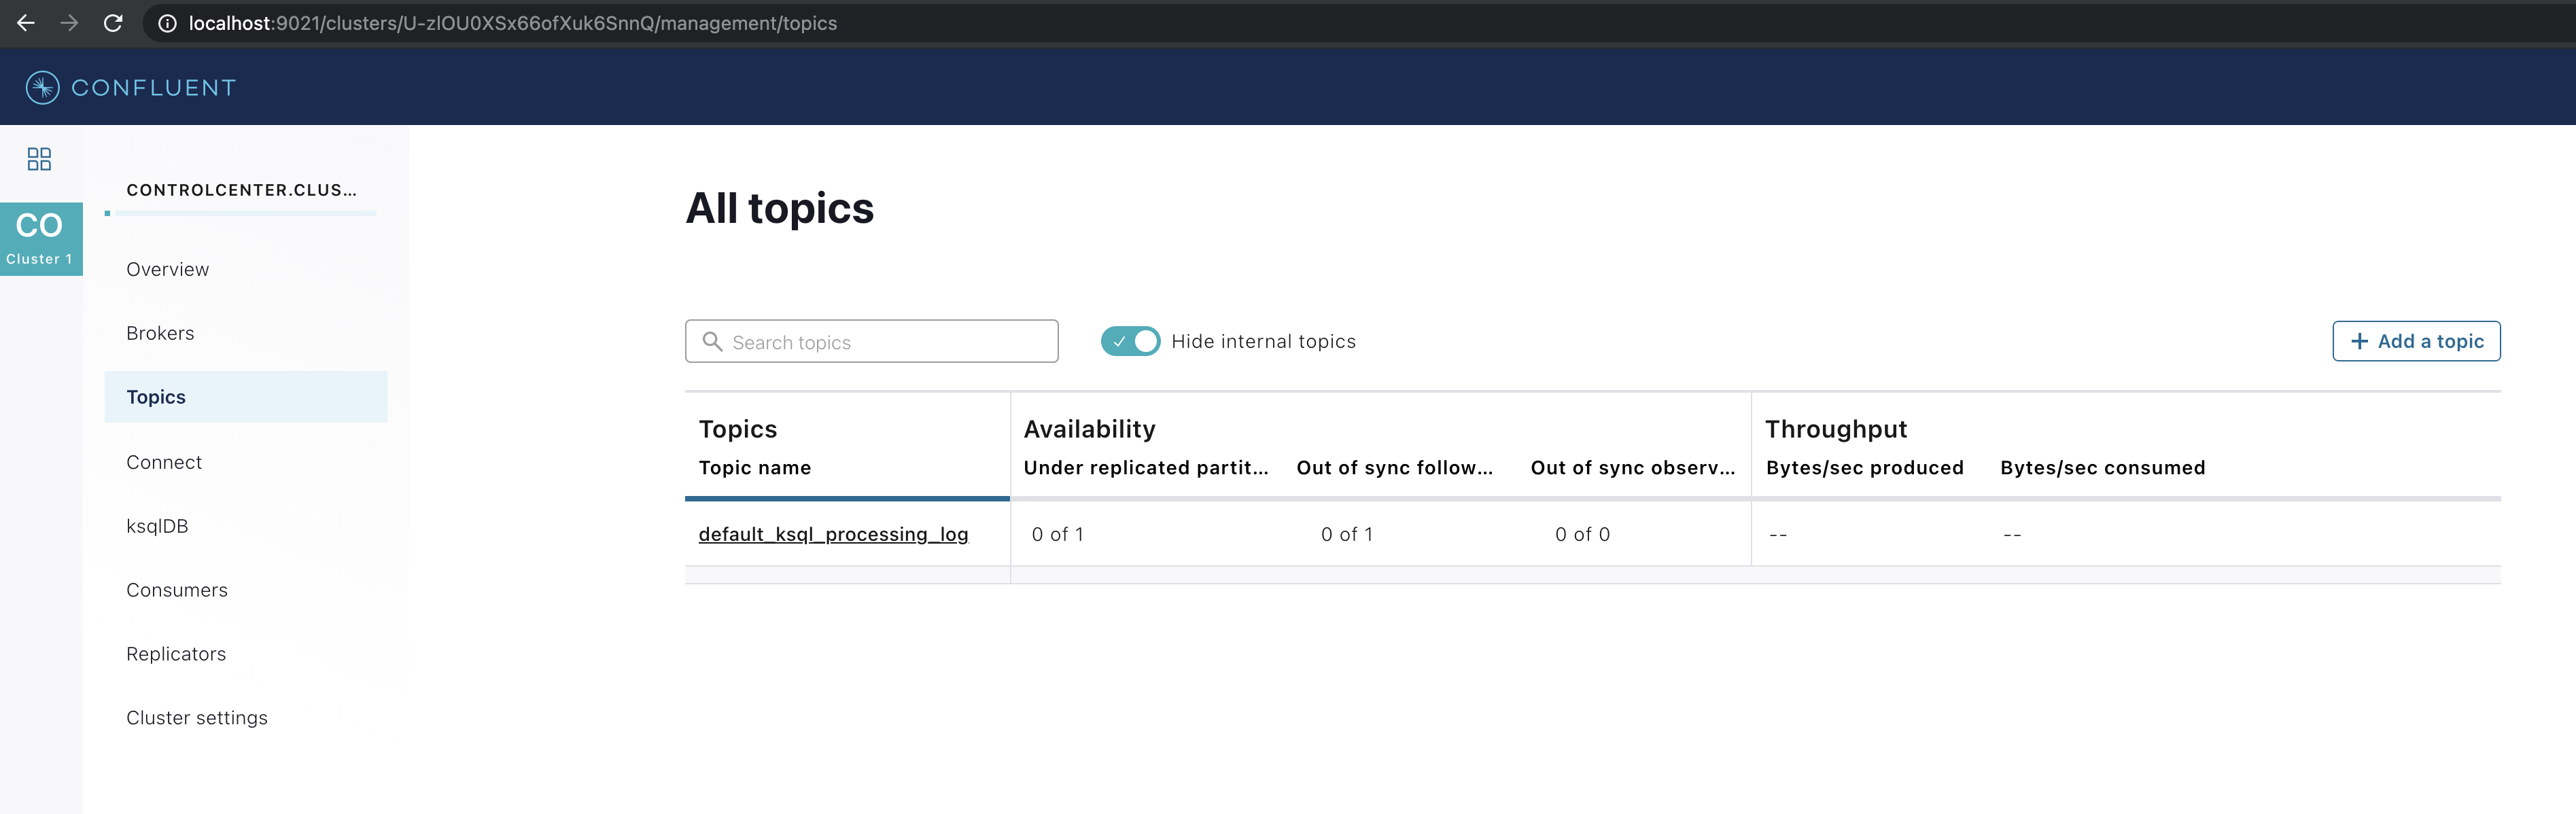 localhost:9021/clusters/U-zlOU0XSx66ofXuk6SnnQ/management/topics
CONFLUENT
CO
Cluster 1
CONTROLCENTER.CLUS...
Overview
Brokers
Topics
Connect
ksqlDB
Consumers
Replicators
Cluster settings
All topics
Search topics
Hide internal topics
+ Add a topic
Topics Availability Throughput
Topic name Under replicated partit... Out of sync follow... Out of sync observ... Bytes/sec produced Bytes/sec consumed
default_ksql_processing_log 0 of 1 0 of 1 0 of 0 -- --